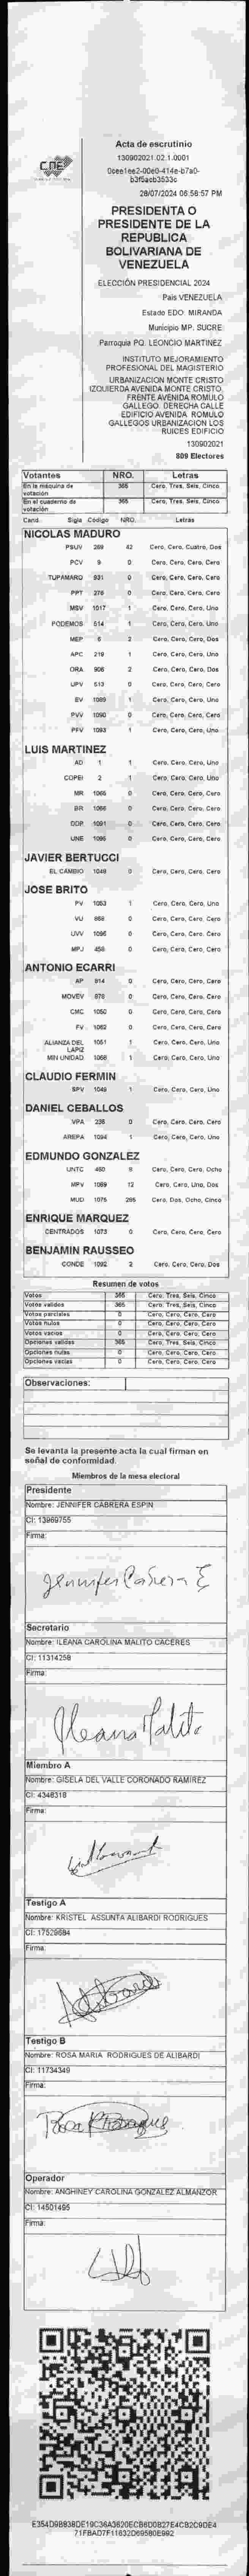 CNE
Acta de escrutinio
130902021.02.1.0001
28/07/2024 06:56:57 PM
PRESIDENTA O
PRESIDENTE DE LA
REPUBLICA
BOLIVARIANA DE
VENEZUELA
ELECCIÓN PRESIDENCIAL 2024
Pais VENEZUELA
Estado EDO. MIRANDA
Municipio MP. SUCRE
Parroquia PQ. LEONCIO MARTINEZ
INSTITUTO MEJORAMIENTO
PROFESIONAL DEL MAGISTERIO
URBANIZACION MONTE CRISTO
IZQUIERDA AVENIDA MONTE CRISTO.
FRENTE AVENIDA ROMULO
GALLEGO. DERECHA CALLE
EDIFICIO AVENIDA ROMULO
GALLEGOS URBANIZACION LOS
RUICES EDIFICIO
130902021
809 Electores
Votantes NRO. Letras
En la máquina de votación 365 Cero, Tres, Seis, Cinco
En el cuaderno de votación 365 Cero, Tres, Seis, Cinco
Cand. Sigla Código NRO. Letras
NICOLAS MADURO
PSUV 269 42 Cero, Cero, Cuatro, Dos
PCV 9 0 Cero, Cero, Cero, Cero
TUPAMARO 931 0 Cero, Cero, Cero, Cero
PPT 276 0 Cero, Cero, Cero, Cero
MSV 1017 1 Cero, Cero, Cero, Uno
PODEMOS 514 1 Cero, Cero, Cero, Uno
MEP 6 2 Cero, Cero, Cero, Dos
APC 219 1 Cero, Cero, Cero, Uno
ORA 906 2 Cero, Cero, Cero, Dos
UPV 513 0 Cero, Cero, Cero, Cero
EV 1089 1 Cero, Cero, Cero, Uno
PVV 1090 0 Cero, Cero, Cero, Cero
PFV 1093 1 Cero, Cero, Cero, Uno
LUIS MARTINEZ
AD 1 1 Cero, Cero, Cero, Uno
COPEI 2 1 Cero, Cero, Cero, Uno
MR 1065 0 Cero, Cero, Cero, Cero
BR 1066 0 Cero, Cero, Cero, Cero
DDP 1091 0 Cero, Cero, Cero, Cero
UNE 1095 0 Cero, Cero, Cero, Cero
JAVIER BERTUCCI
EL CAMBIO 1048 0 Cero, Cero, Cero, Cero
JOSE BRITO
PV 1053 1 Cero, Cero, Cero, Uno
VU 868 0 Cero, Cero, Cero, Cero
UVV 1096 0 Cero, Cero, Cero, Cero
MPJ 456 0 Cero, Cero, Cero, Cero
ANTONIO ECARRI
AP 914 0 Cero, Cero, Cero, Cero
MOVEV 978 0 Cero, Cero, Cero, Cero
CMC 1050 0 Cero, Cero, Cero, Cero
FV 1062 0 Cero, Cero, Cero, Cero
ALIANZA DEL LAPIZ 1051 1 Cero, Cero, Cero, Uno
MIN UNIDAD 1068 1 Cero, Cero, Cero, Uno
CLAUDIO FERMIN
SPV 1049 1 Cero, Cero, Cero, Uno
DANIEL CEBALLOS
VPA 0 Cero, Cero, Cero, Cero
AREPA 1094 1 Cero, Cero, Cero, Uno
EDMUNDO GONZALEZ
UNTC 8 Cero, Cero, Cero, Ocho
MPV 1089 12 Cero, Cero, Uno, Dos
MUD 1075 285 Cero, Dos, Ocho, Cinco
ENRIQUE MARQUEZ
CENTRADOS 1073 0 Cero, Cero, Cero, Cero
BENJAMIN RAUSSEO
CONDE 1092 2 Cero, Cero, Cero, Dos
Resumen de votos
Votos 365 Cero, Tres, Seis, Cinco
Votos validos 365 Cero, Tres, Seis, Cinco
Votos parciales 0 Cero, Cero, Cero, Cero
Votos nulos 0 Cero, Cero, Cero, Cero
Votos vacios 0 Cero, Cero, Cero, Cero
Opciones validas 365 Cero, Tres, Seis, Cinco
Opciones nulas 0 Cero, Cero, Cero, Cero
Opciones vacias 0 Cero, Cero, Cero, Cero
Observaciones:
Se levanta la presente acta la cual firman en
señal de conformidad.
Miembros de la mesa electoral
Presidente
Nombre: JENNIFER CABRERA ESPIN
CI: 13969755
Firma:
Jennifer Cabrera E
Secretario
Nombre: ILEANA CAROLINA MALITO CACERES
CI: 11314258
Firma:
Ileana Malito
Miembro A
Nombre: GISELA DEL VALLE CORONADO RAMIREZ
CI: 4348318
Firma:
Testigo A
Nombre: KRISTEL ASSUNTA ALIBARDI RODRIGUES
CI: 17529684
Firma:
Testigo B
Nombre: ROSA MARIA RODRIGUES DE ALIBARDI
CI: 11734349
Firma:
Operador
Nombre: ANGHINEY CAROLINA GONZALEZ ALMANZOR
CI: 14501495
Firma: